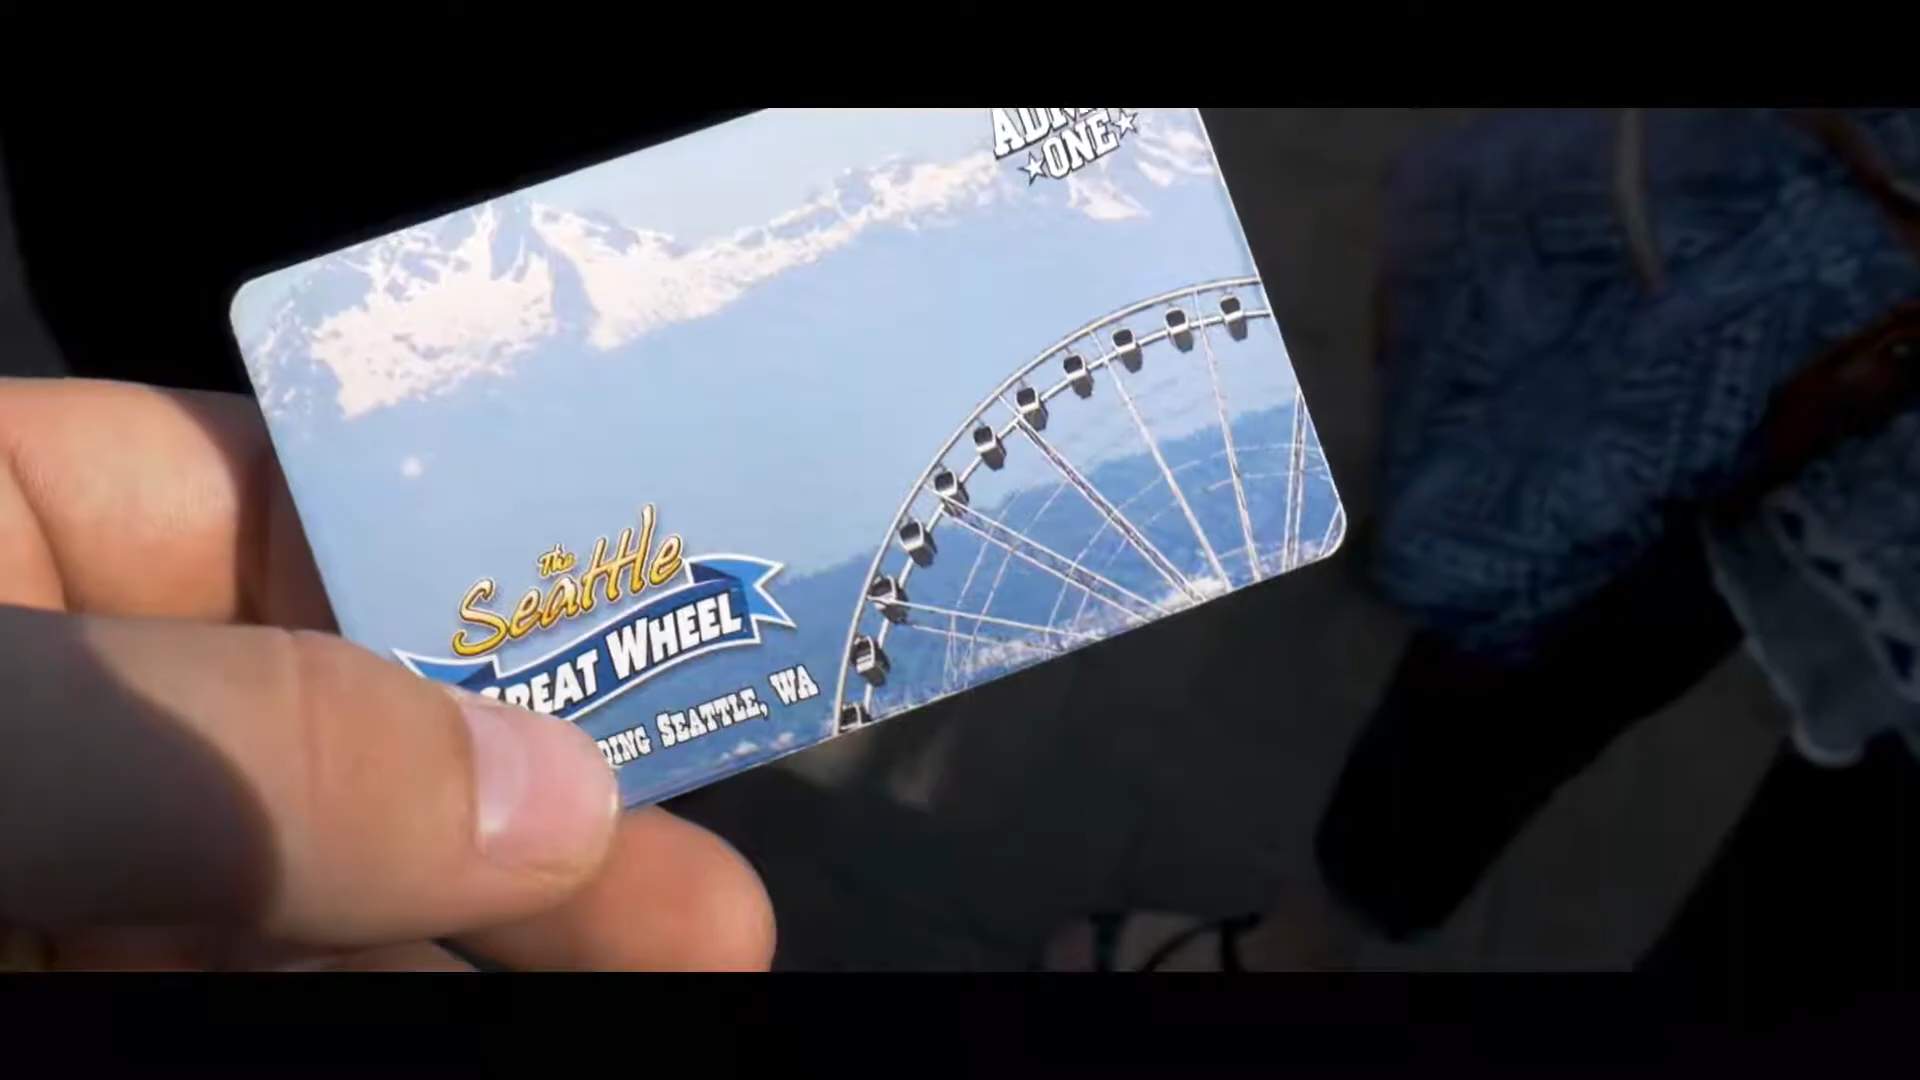 ONE
The
Seattle
GREAT WHEEL
SEATTLE, WA